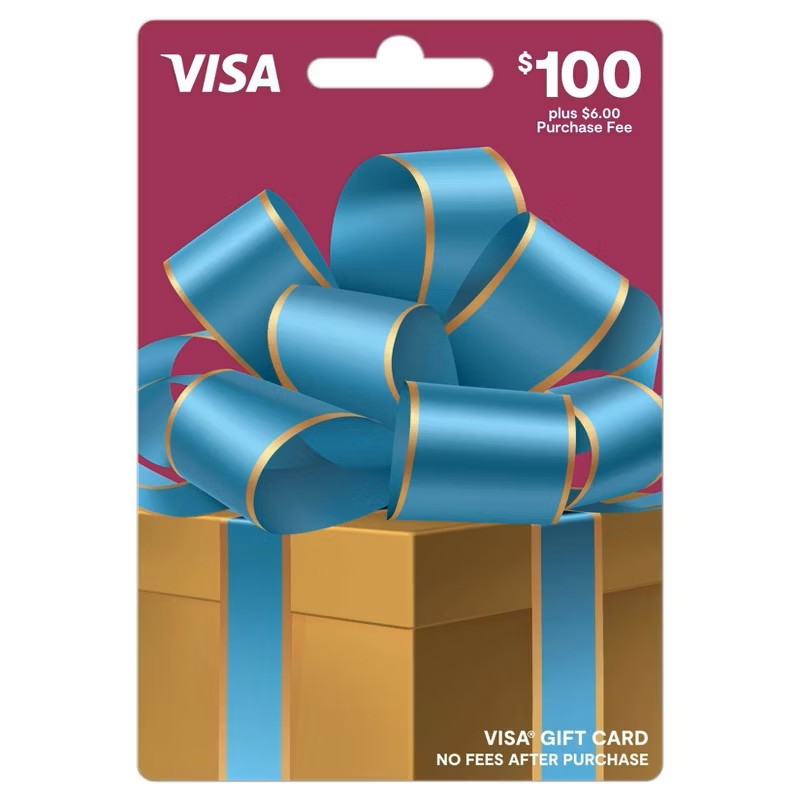 VISA
$100
plus $6.00
Purchase Fee
VISA® GIFT CARD
NO FEES AFTER PURCHASE